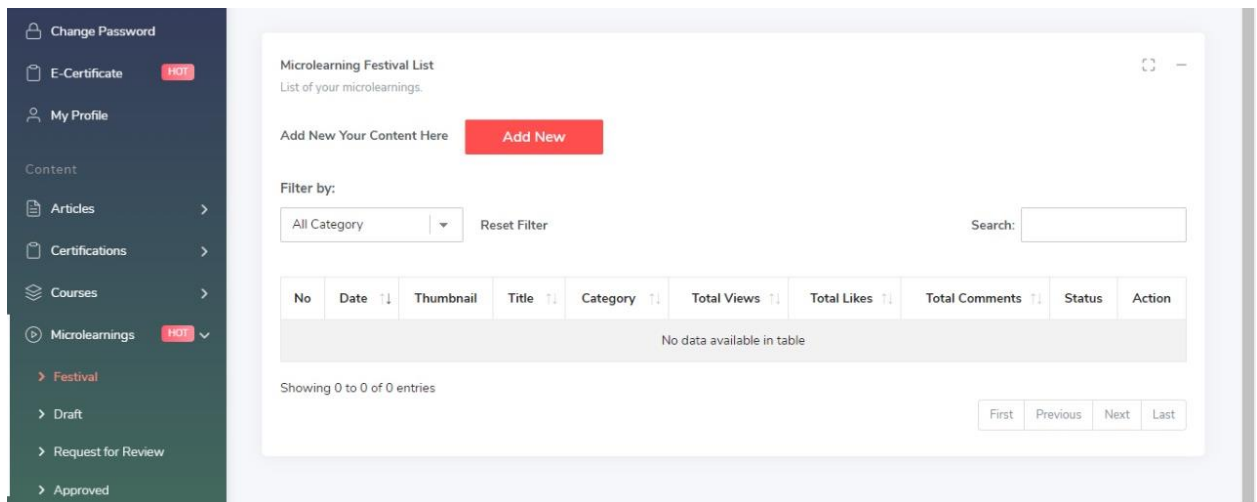 Change Password
E-Certificate HOT
My Profile
Content
Articles
Certifications
Courses
Microlearnings HOT
Festival
Draft
Request for Review
Approved
Microlearning Festival List
List of your microlearnings.
Add New Your Content Here Add New
Filter by:
All Category Reset Filter Search:
No Date Thumbnail Title Category Total Views Total Likes Total Comments Status Action
No data available in table
Showing 0 to 0 of 0 entries
First Previous Next Last